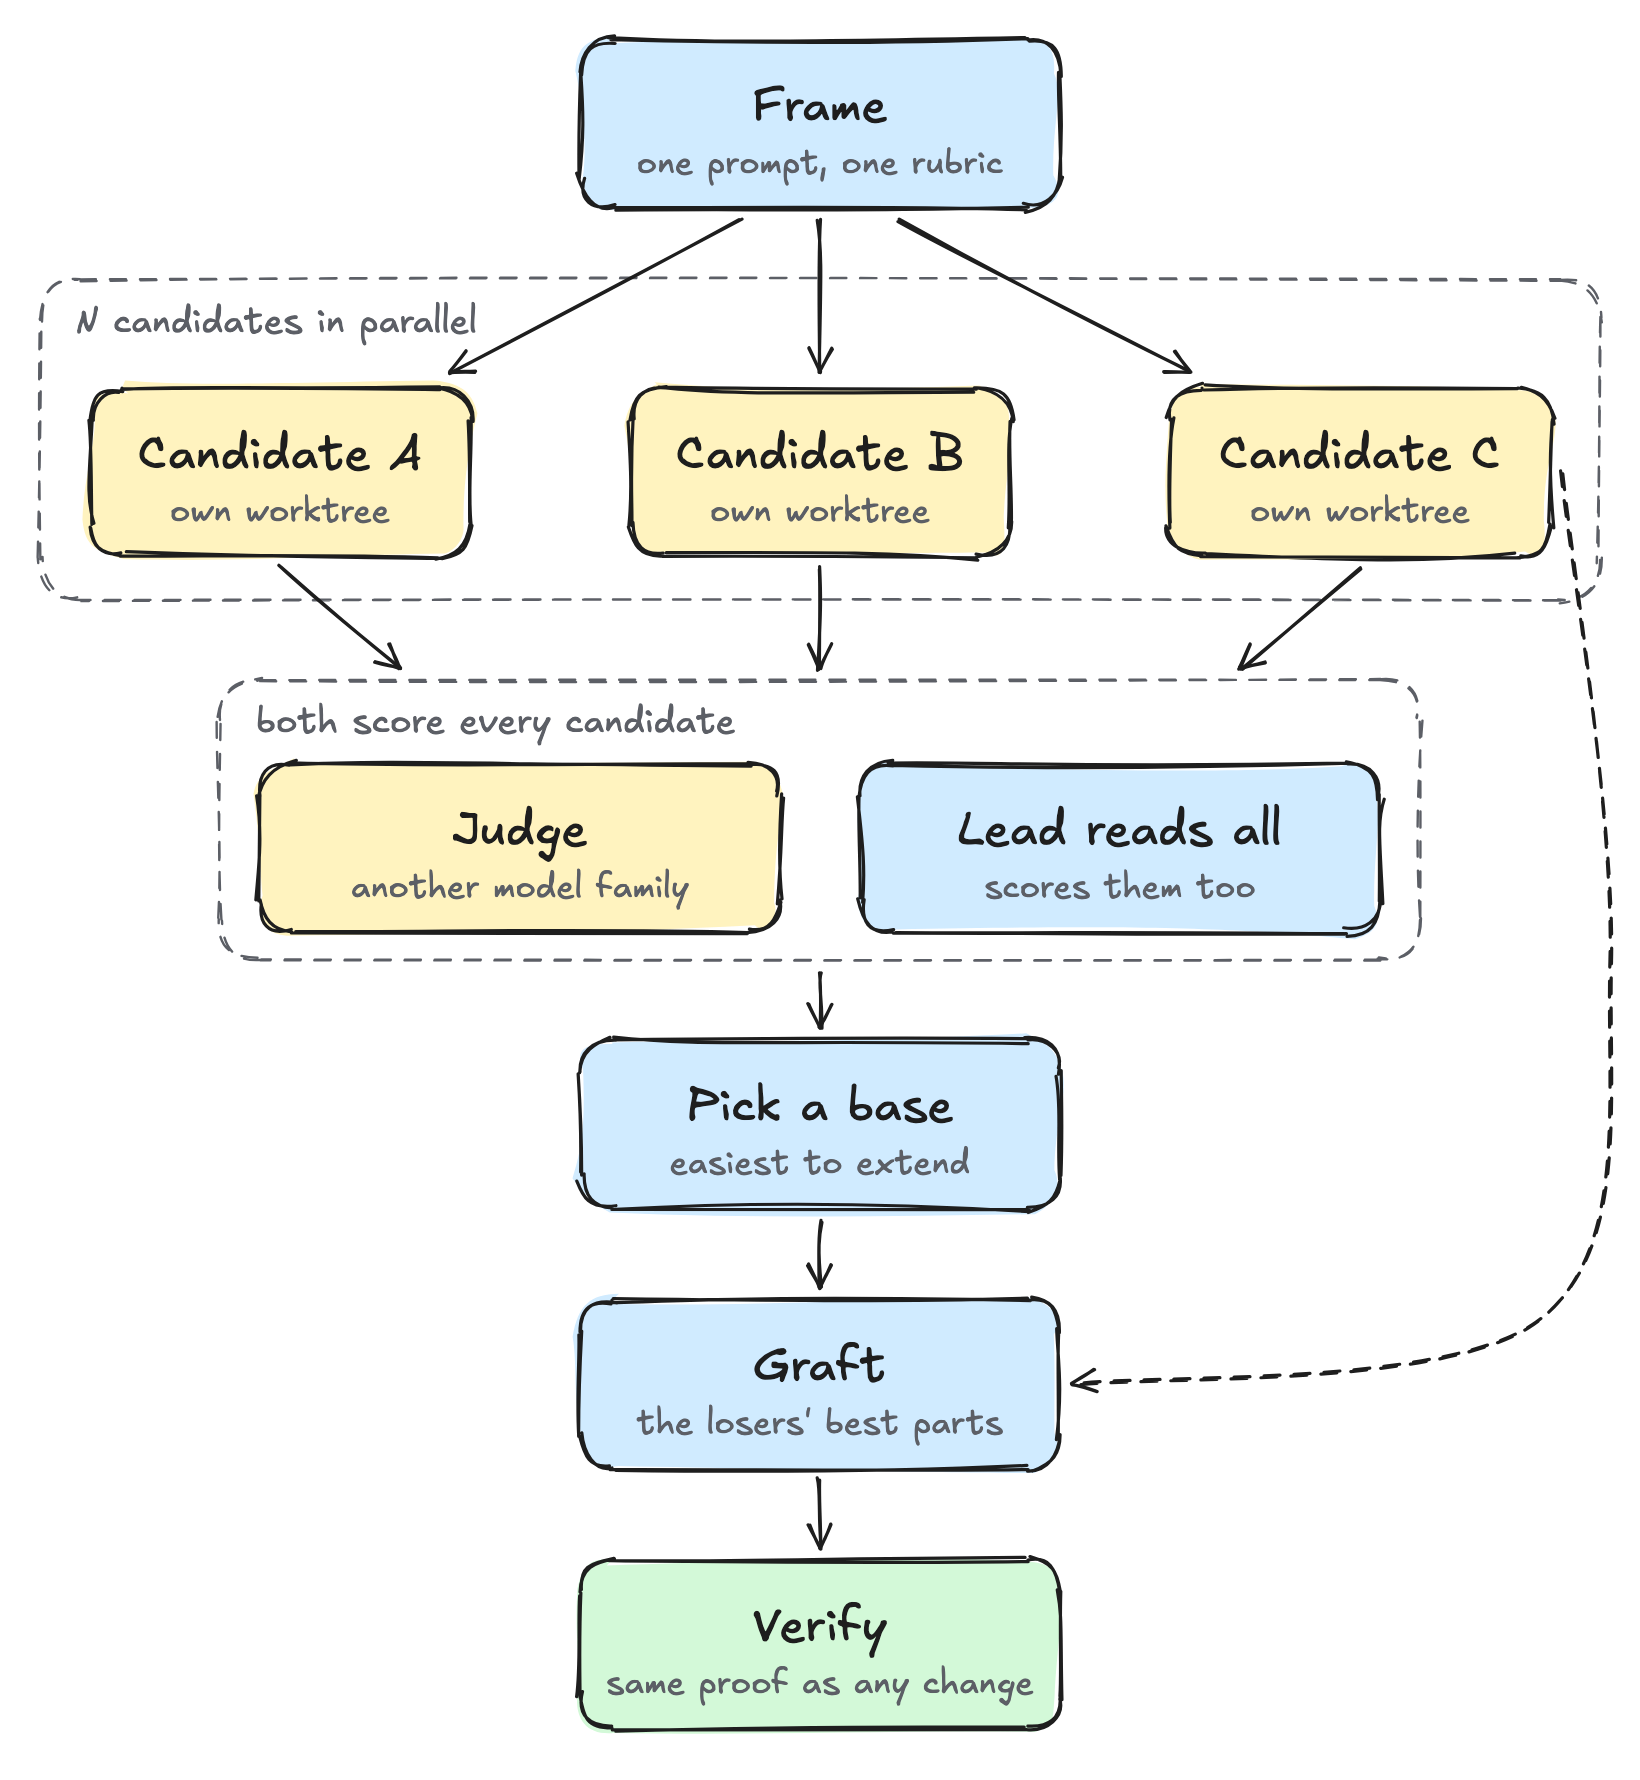 Frame
one prompt, one rubric
N candidates in parallel
Candidate A
own worktree
Candidate B
own worktree
Candidate C
own worktree
both score every candidate
Judge
another model family
Lead reads all
scores them too
Pick a base
easiest to extend
Graft
the losers' best parts
Verify
same proof as any change